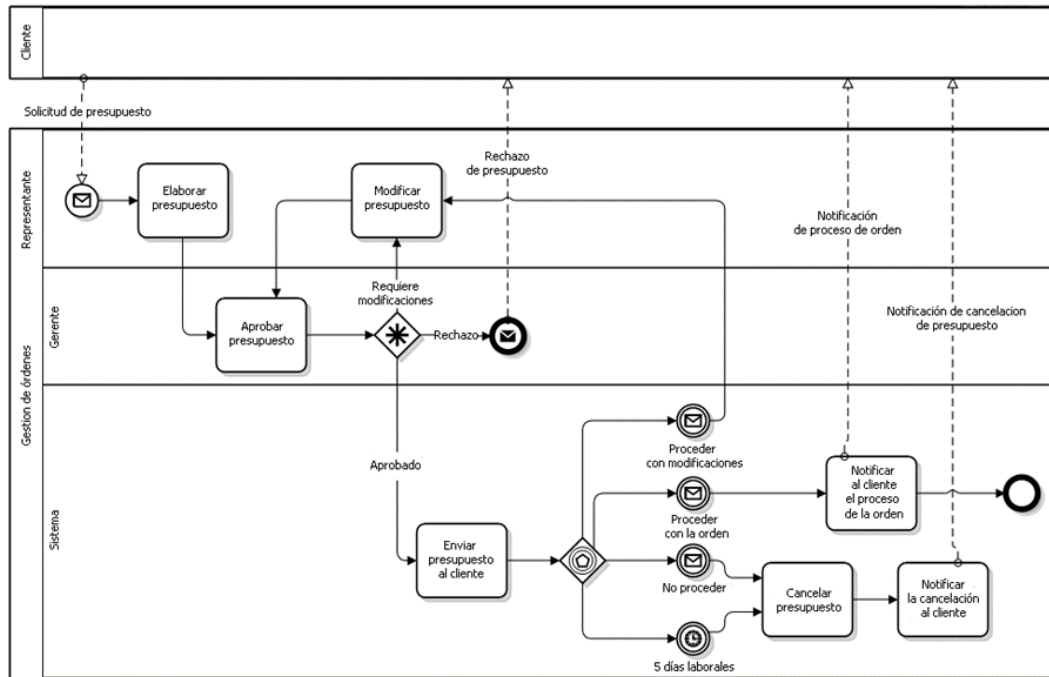 Cliente
Solicitud de presupuesto
Gestion de órdenes
Representante
Elaborar
presupuesto
Modificar
presupuesto
Rechazo
de presupuesto
Notificación
de proceso de orden
Gerente
Aprobar
presupuesto
Requiere
modificaciones
Rechazo
Notificación de cancelacion
de presupuesto
Sistema
Aprobado
Enviar
presupuesto
al cliente
Proceder
con modificaciones
Proceder
con la orden
No proceder
5 días laborales
Notificar
al cliente
el proceso
de la orden
Cancelar
presupuesto
Notificar
la cancelación
al cliente